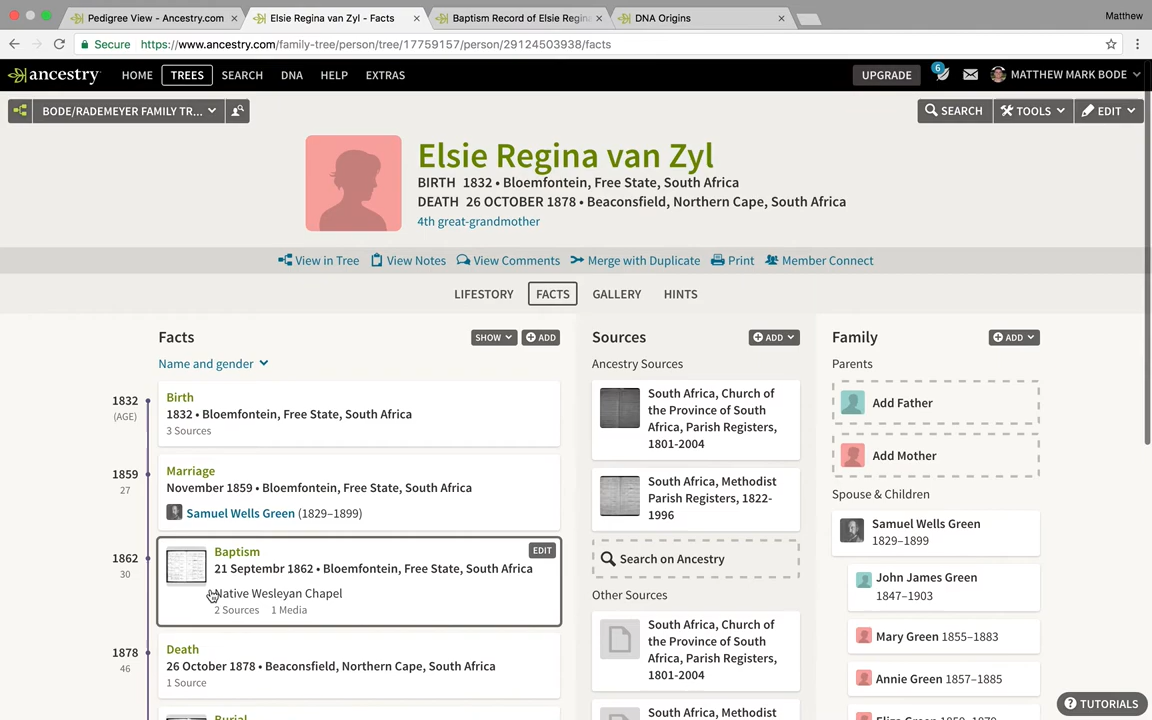 Pedigree View - Ancestry.com
Elsie Regina van Zyl - Facts
Baptism Record of Elsie Regin
DNA Origins
Matthew
Secure
https://www.ancestry.com/family-tree/person/tree/17759157/person/29124503938/facts
ancestry
HOME
TREES
SEARCH
DNA
HELP
EXTRAS
UPGRADE
6
MATTHEW MARK BODE
BODE/RADEMEYER FAMILY TR...
SEARCH
TOOLS
EDIT
Elsie Regina van Zyl
BIRTH 1832 • Bloemfontein, Free State, South Africa
DEATH 26 OCTOBER 1878 • Beaconsfield, Northern Cape, South Africa
4th great-grandmother
View in Tree
View Notes
View Comments
Merge with Duplicate
Print
Member Connect
LIFESTORY
FACTS
GALLERY
HINTS
Facts
SHOW
ADD
Name and gender
1832
(AGE)
Birth
1832 • Bloemfontein, Free State, South Africa
3 Sources
1859
27
Marriage
November 1859 • Bloemfontein, Free State, South Africa
Samuel Wells Green (1829–1899)
1862
30
Baptism
EDIT
21 Septembr 1862 • Bloemfontein, Free State, South Africa
Native Wesleyan Chapel
2 Sources 1 Media
1878
46
Death
26 October 1878 • Beaconsfield, Northern Cape, South Africa
1 Source
Burial
Sources
ADD
Ancestry Sources
South Africa, Church of
the Province of South
Africa, Parish Registers,
1801-2004
South Africa, Methodist
Parish Registers, 1822-
1996
Search on Ancestry
Other Sources
South Africa, Church of
the Province of South
Africa, Parish Registers,
1801-2004
South Africa, Methodist
Family
ADD
Parents
Add Father
Add Mother
Spouse & Children
Samuel Wells Green
1829–1899
John James Green
1847–1903
Mary Green 1855–1883
Annie Green 1857–1885
Eliza Green 1859–1879
TUTORIALS